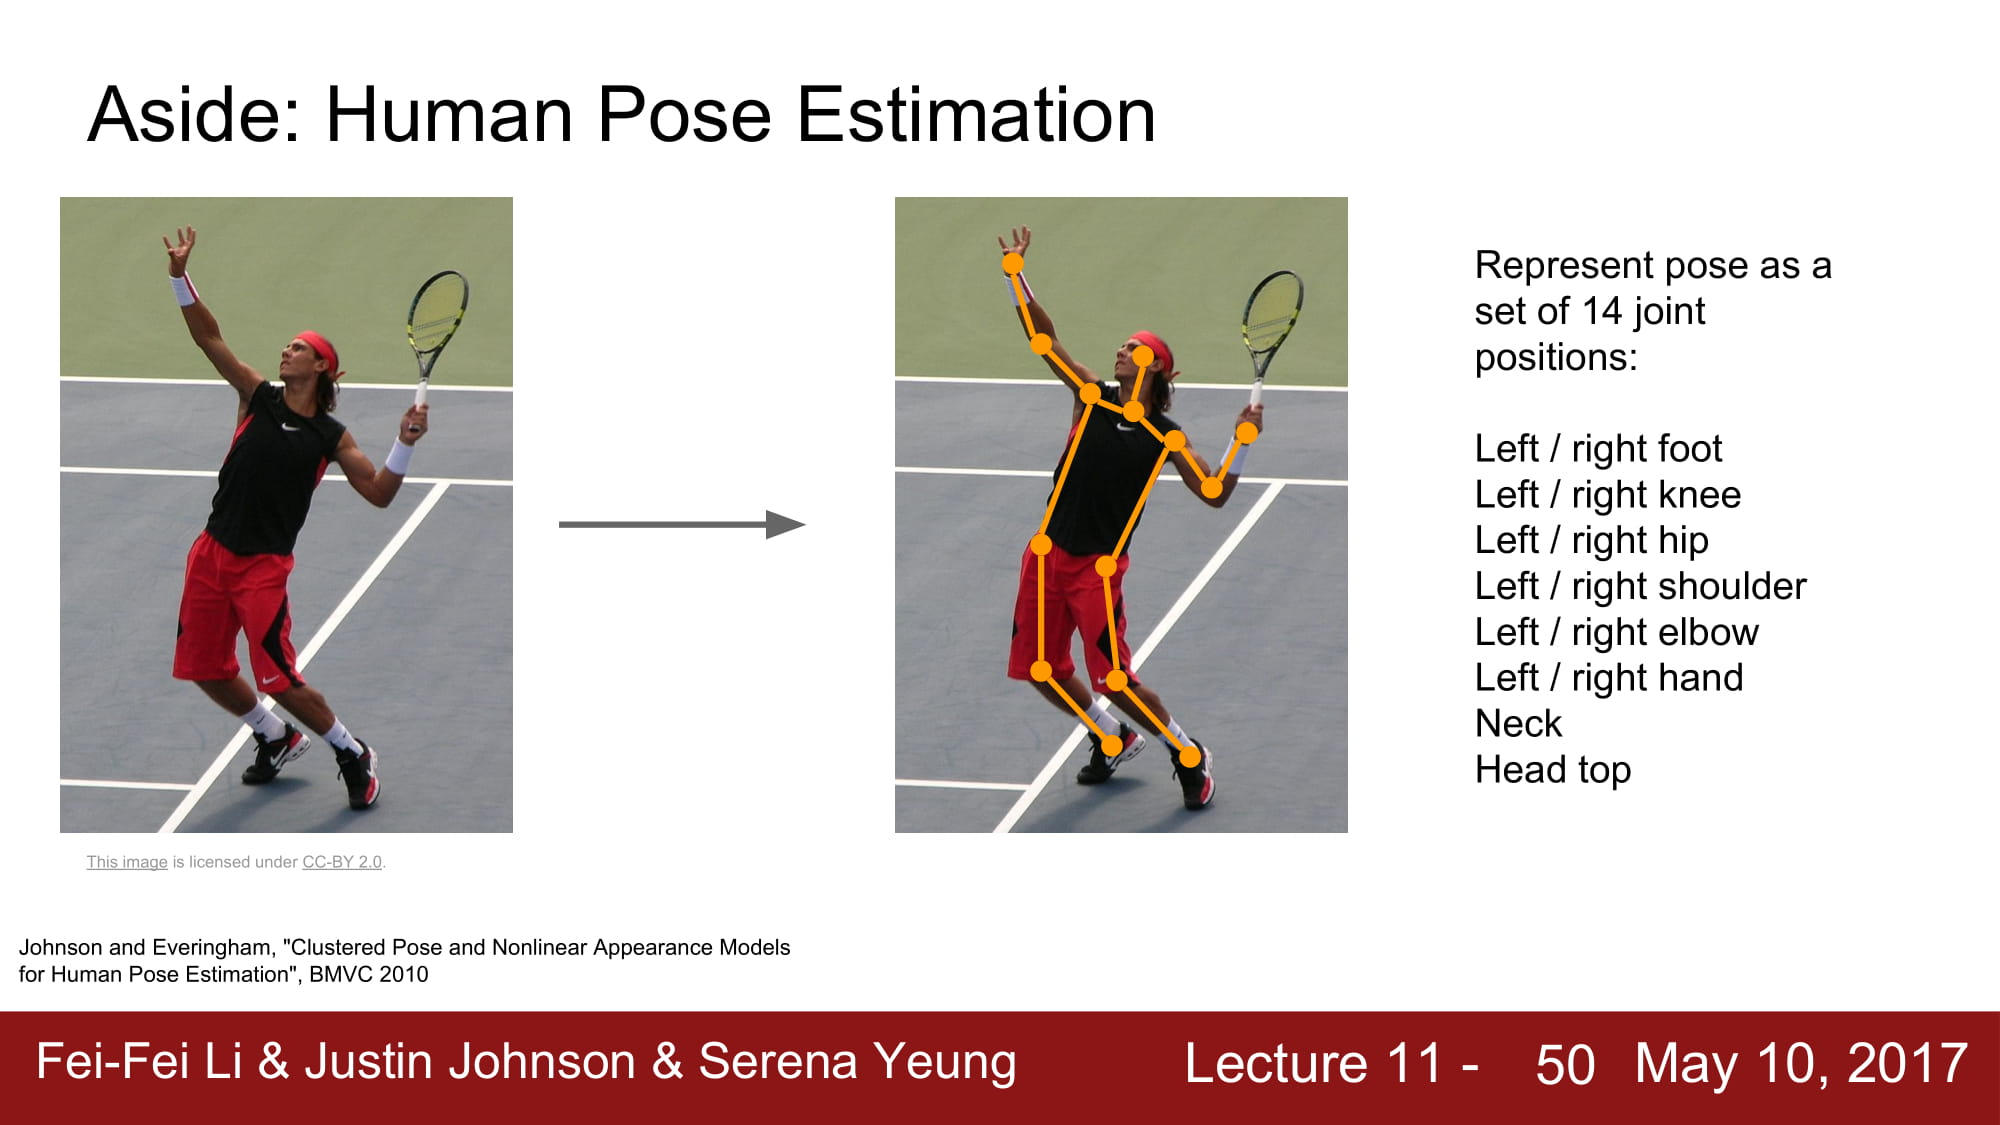 Aside: Human Pose Estimation
Represent pose as a
set of 14 joint
positions:
Left / right foot
Left / right knee
Left / right hip
Left / right shoulder
Left / right elbow
Left / right hand
Neck
Head top
This image is licensed under CC-BY 2.0.
Johnson and Everingham, "Clustered Pose and Nonlinear Appearance Models
for Human Pose Estimation", BMVC 2010
Fei-Fei Li & Justin Johnson & Serena Yeung
Lecture 11 - 50 May 10, 2017